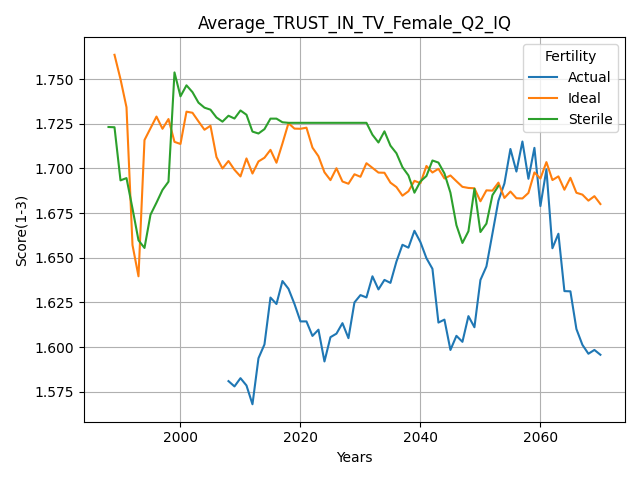 Average_TRUST_IN_TV_Female_Q2_IQ
Fertility
Actual
Ideal
Sterile
Score(1-3)
1.750
1.725
1.700
1.675
1.650
1.625
1.600
1.575
2000
2020
2040
2060
Years